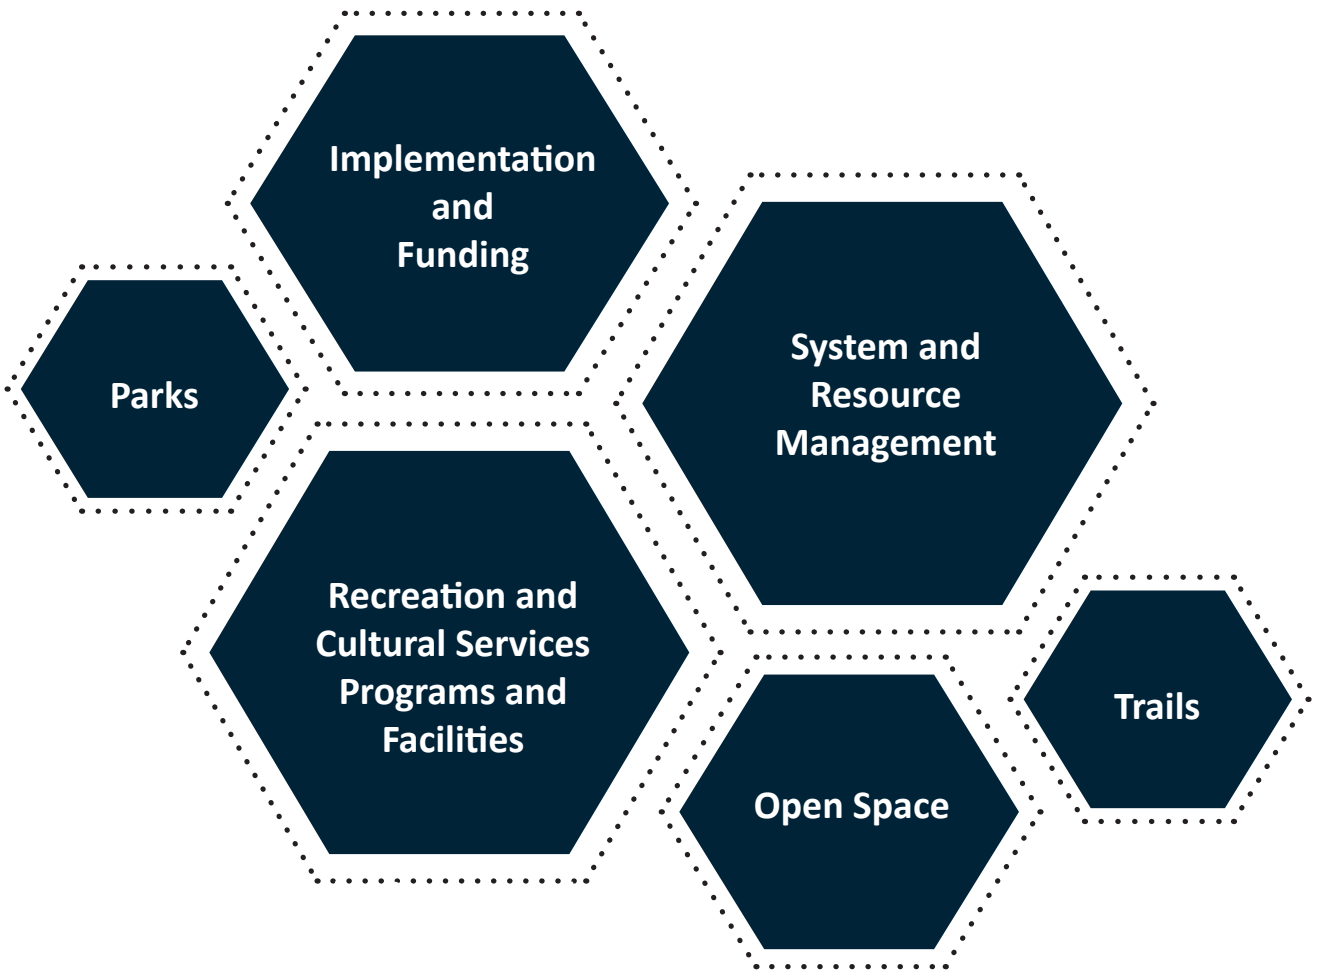 Implementation
and
Funding
System and
Resource
Management
Parks
Recreation and
Cultural Services
Programs and
Facilities
Trails
Open Space